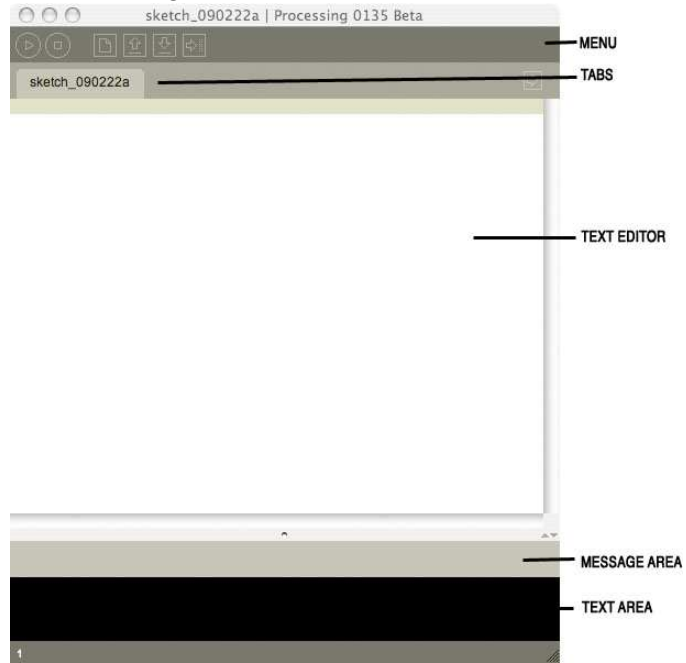 sketch_090222a | Processing 0135 Beta
MENU
TABS
sketch_090222a
TEXT EDITOR
MESSAGE AREA
TEXT AREA
1